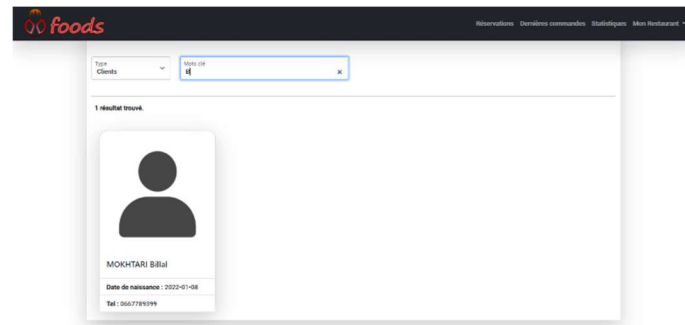 foods
Réservations Dernières commandes Statistiques Mon Restaurant
Type
Clients
Mots clé
B
1 résultat trouvé.
MOKHTARI Billal
Date de naissance : 2022-01-08
Tel : 0667789399